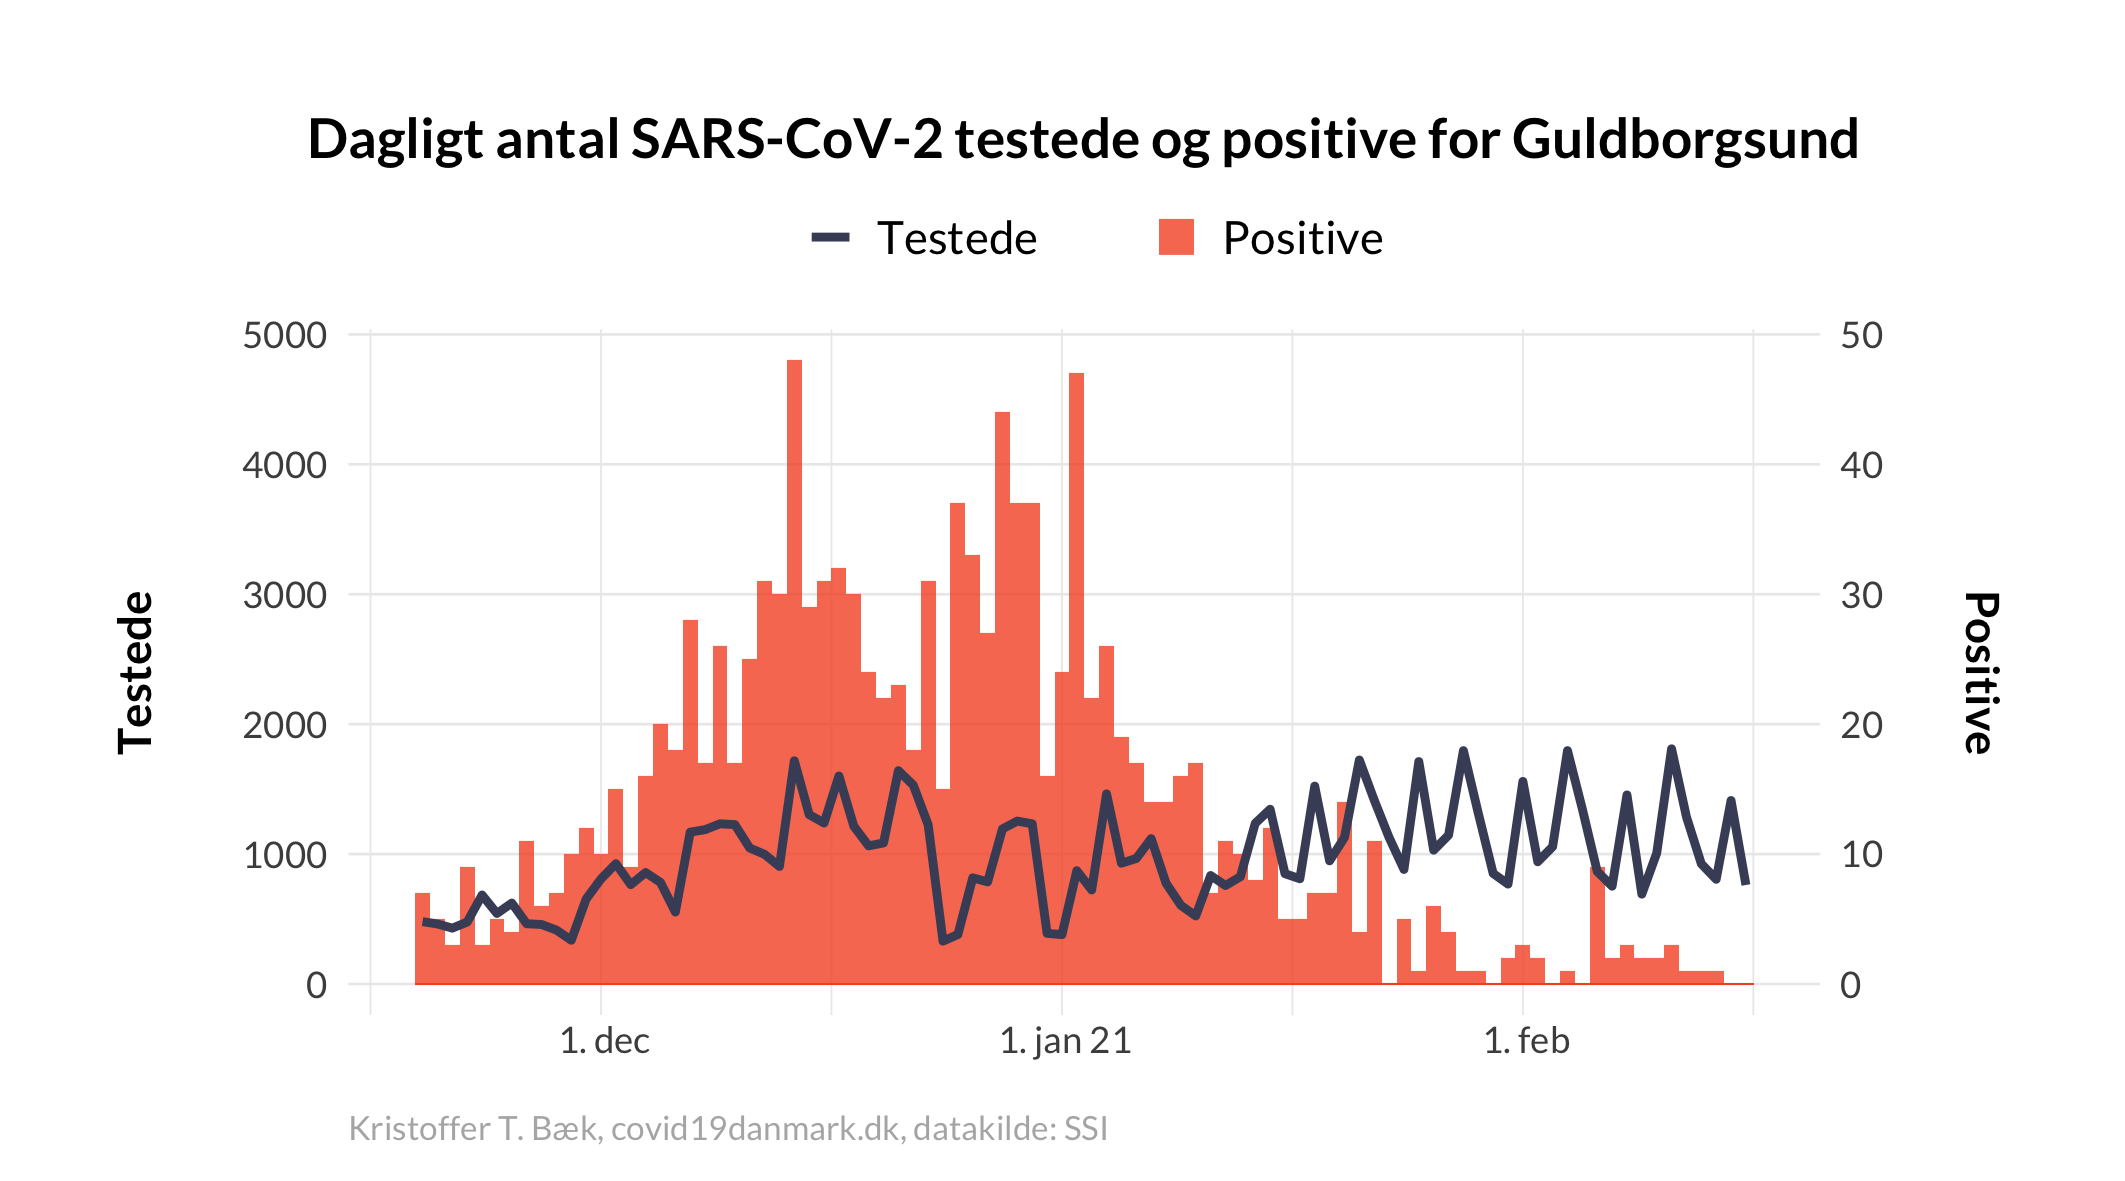 Dagligt antal SARS-CoV-2 testede og positive for Guldborgsund
Testede
Positive
5000
4000
3000
2000
1000
0
50
40
30
20
10
0
Testede
Positive
1. dec
1. jan 21
1. feb
Kristoffer T. Bæk, covid19danmark.dk, datakilde: SSI